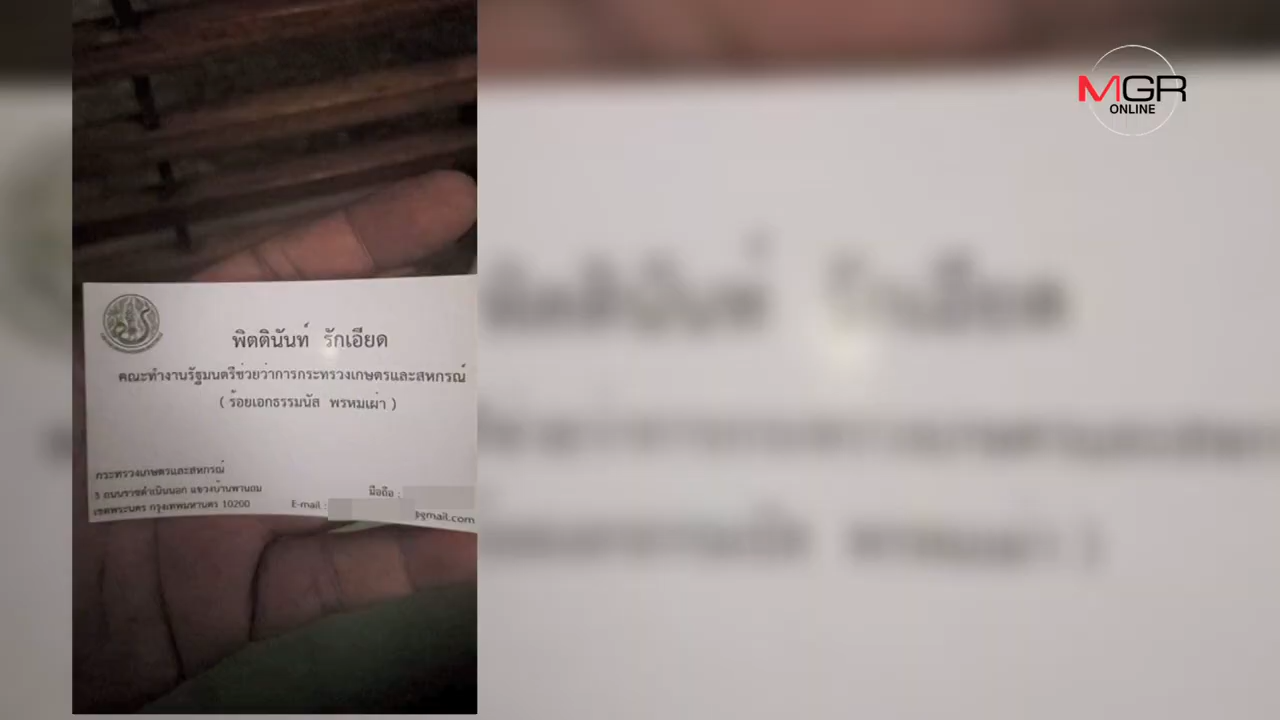 MGR
ONLINE
พิตตินันท์ รักเอียด
คณะทำงานรัฐมนตรีช่วยว่าการกระทรวงเกษตรและสหกรณ์
( ร้อยเอกธรรมนัส พรหมเผ่า )
กระทรวงเกษตรและสหกรณ์
3 ถนนราชดำเนินนอก แขวงบ้านพานถม
เขตพระนคร กรุงเทพมหานคร 10200
มือถือ :
E-mail : @gmail.com